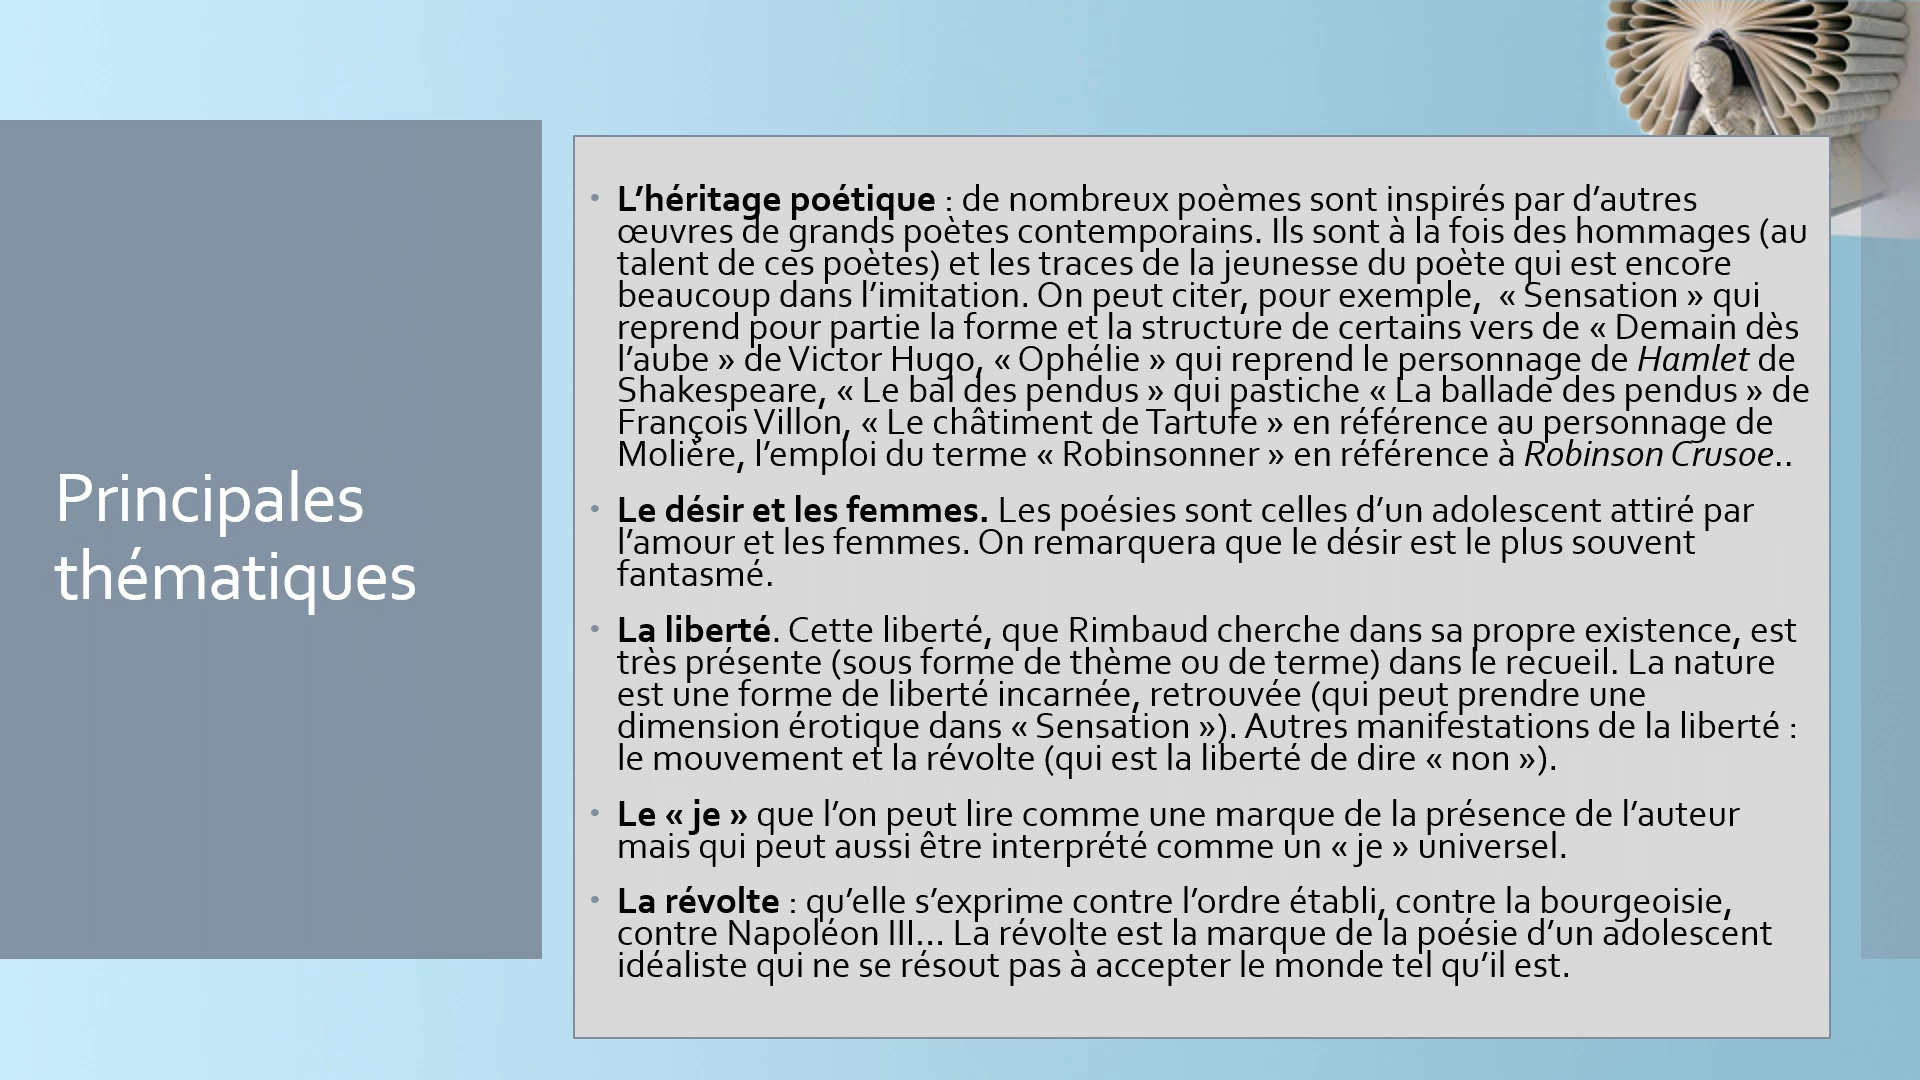 Principales
thématiques
• L’héritage poétique : de nombreux poèmes sont inspirés par d’autres
œuvres de grands poètes contemporains. Ils sont à la fois des hommages (au
talent de ces poètes) et les traces de la jeunesse du poète qui est encore
beaucoup dans l’imitation. On peut citer, pour exemple,  « Sensation » qui
reprend pour partie la forme et la structure de certains vers de « Demain dès
l’aube » de Victor Hugo, « Ophélie » qui reprend le personnage de Hamlet de
Shakespeare, « Le bal des pendus » qui pastiche « La ballade des pendus » de
François Villon, « Le châtiment de Tartufe » en référence au personnage de
Molière, l’emploi du terme « Robinsonner » en référence à Robinson Crusoe..
• Le désir et les femmes. Les poésies sont celles d’un adolescent attiré par
l’amour et les femmes. On remarquera que le désir est le plus souvent
fantasmé.
• La liberté. Cette liberté, que Rimbaud cherche dans sa propre existence, est
très présente (sous forme de thème ou de terme) dans le recueil. La nature
est une forme de liberté incarnée, retrouvée (qui peut prendre une
dimension érotique dans « Sensation »). Autres manifestations de la liberté :
le mouvement et la révolte (qui est la liberté de dire « non »).
• Le « je » que l’on peut lire comme une marque de la présence de l’auteur
mais qui peut aussi être interprété comme un « je » universel.
• La révolte : qu’elle s’exprime contre l’ordre établi, contre la bourgeoisie,
contre Napoléon III… La révolte est la marque de la poésie d’un adolescent
idéaliste qui ne se résout pas à accepter le monde tel qu’il est.